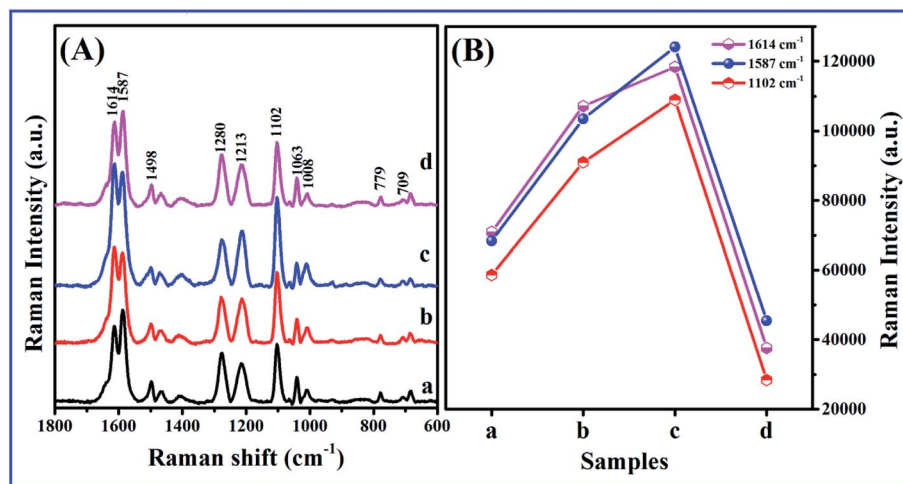 (A)
1614
1587
1498
1280
1213
1102
1063
1008
779
709
d
c
b
a
Raman Intensity (a.u.)
1800 1600 1400 1200 1000 800 600
Raman shift (cm-1)
(B)
1614 cm-1
1587 cm-1
1102 cm-1
120000
100000
80000
60000
40000
20000
Raman Intensity (a.u.)
a b c d
Samples